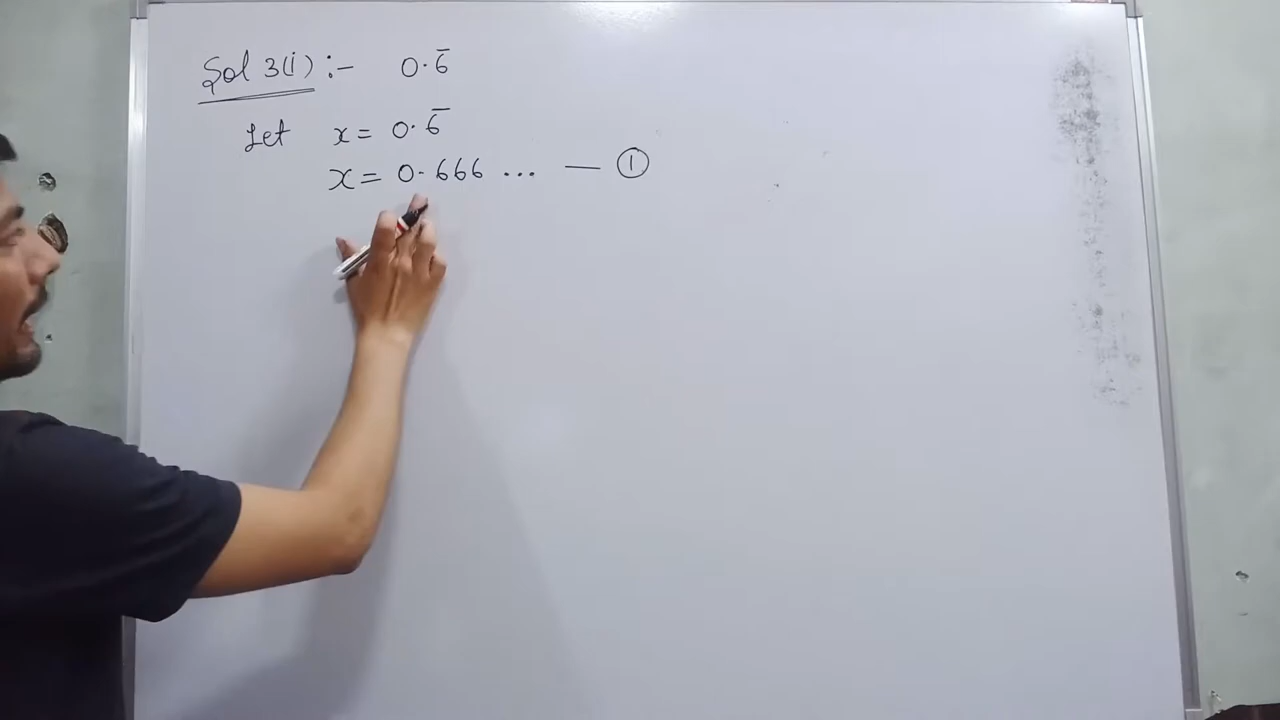 Sol 3(i) :- 0.6̅
Let x = 0.6̅
x = 0.666 ... — ①